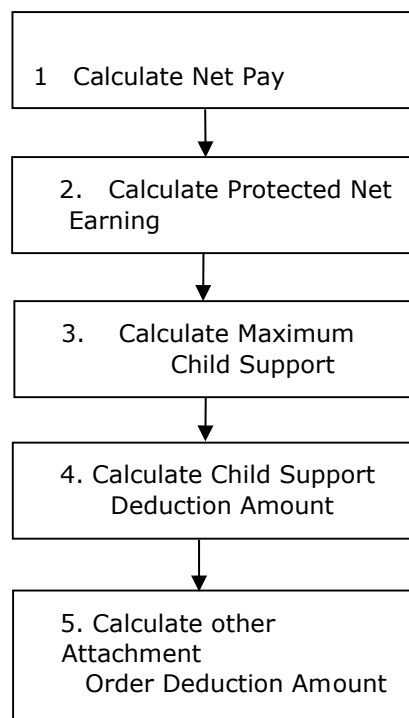 1 Calculate Net Pay
2. Calculate Protected Net
Earning
3. Calculate Maximum
Child Support
4. Calculate Child Support
Deduction Amount
5. Calculate other
Attachment
Order Deduction Amount